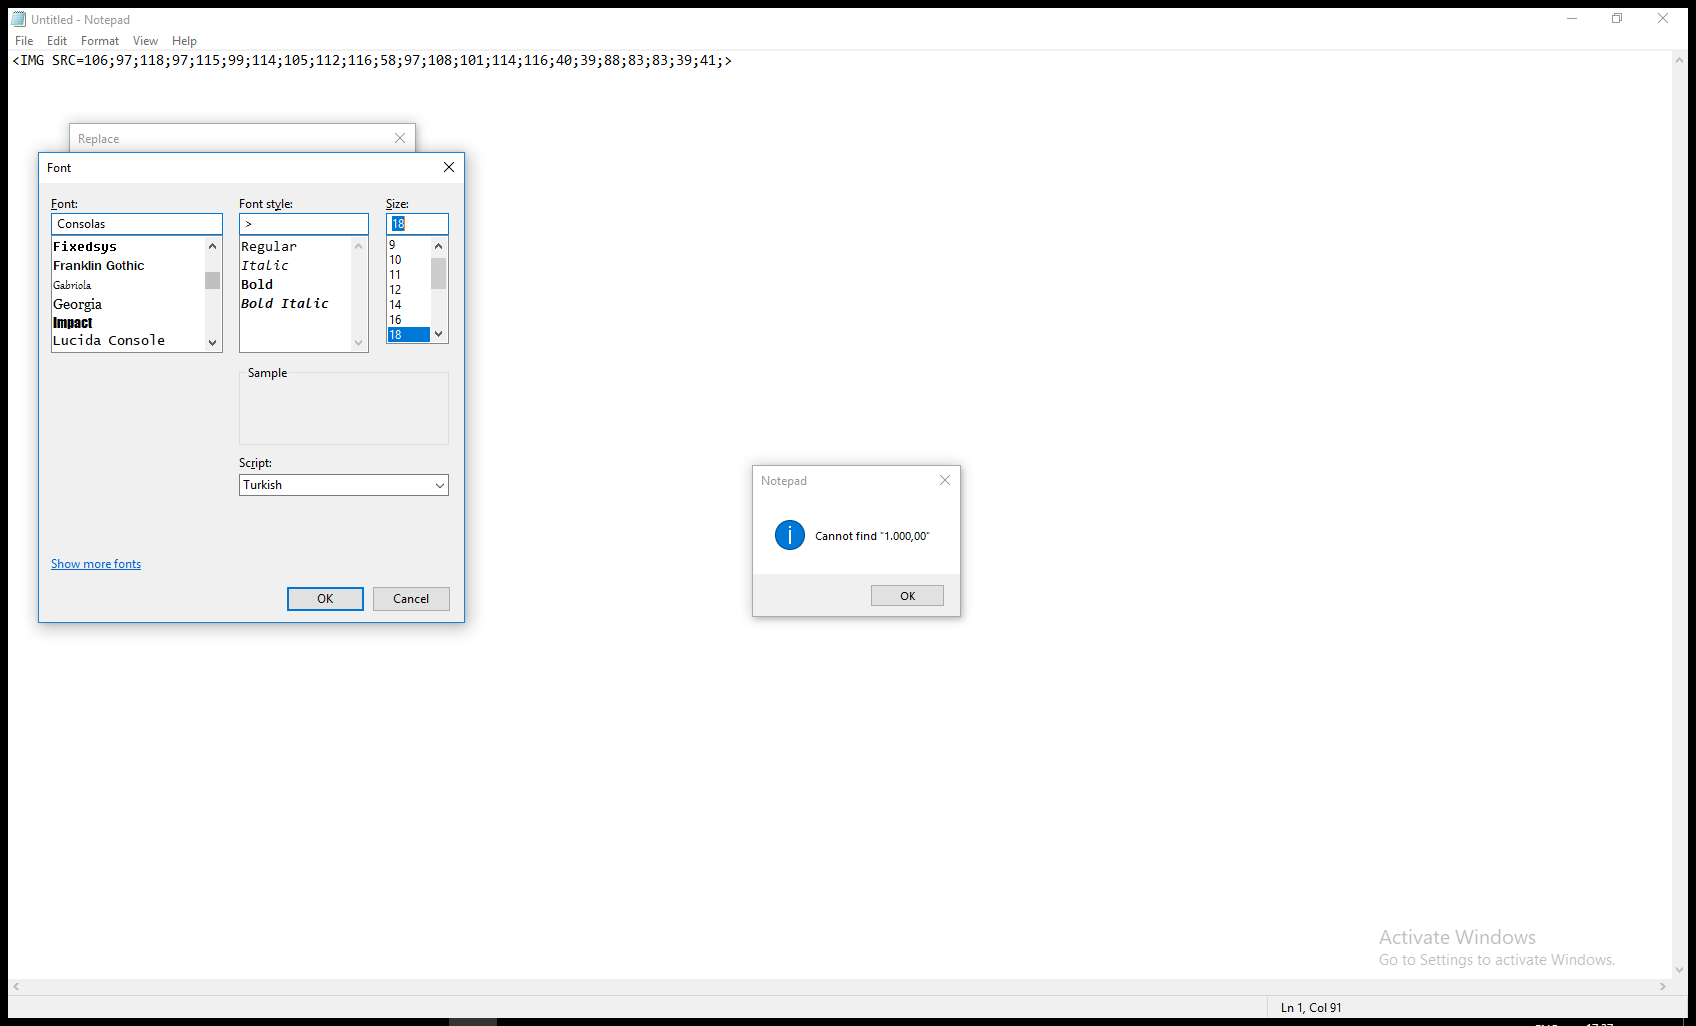 Untitled - Notepad
File Edit Format View Help
<IMG SRC=106;97;118;97;115;99;114;105;112;116;58;97;108;101;114;116;40;39;88;83;83;39;41;>
Replace
Font
Font:
Consolas
Fixedsys
Franklin Gothic
Gabriola
Georgia
Impact
Lucida Console
Font style:
>
Regular
Italic
Bold
Bold Italic
Size:
18
9
10
11
12
14
16
18
Sample
Script:
Turkish
Show more fonts
OK Cancel
Notepad
Cannot find "1.000,00"
OK
Activate Windows
Go to Settings to activate Windows.
Ln 1, Col 91